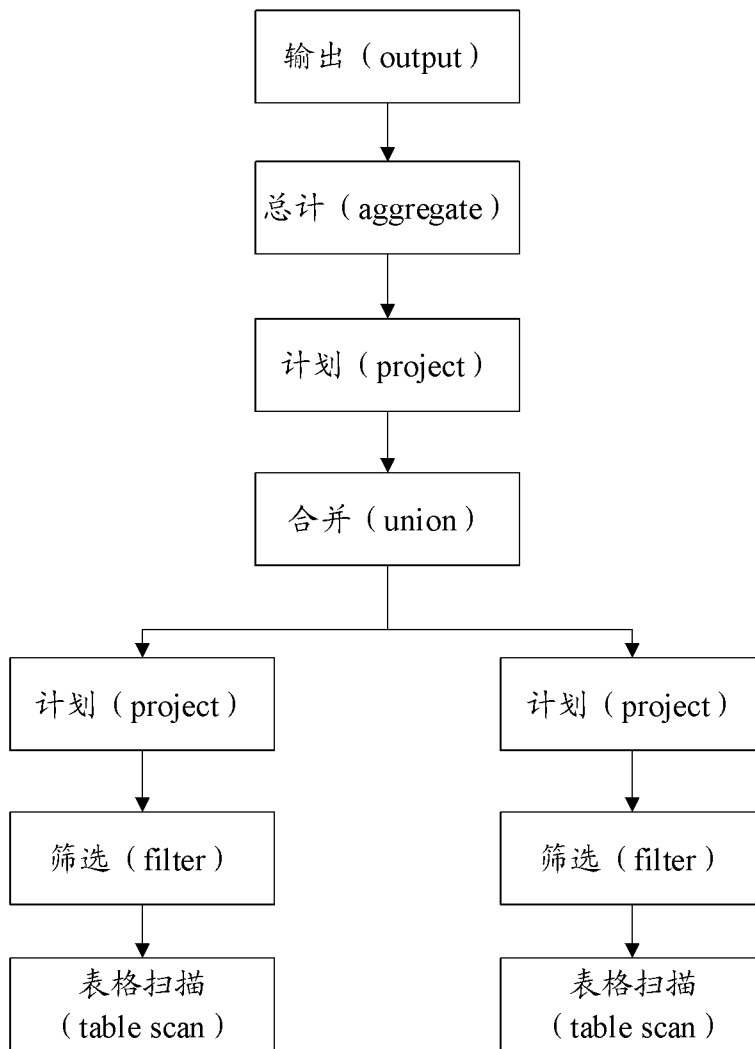 输出（output）
总计（aggregate）
计划（project）
合并（union）
计划（project）
计划（project）
筛选（filter）
筛选（filter）
表格扫描
(table scan)
表格扫描
(table scan)